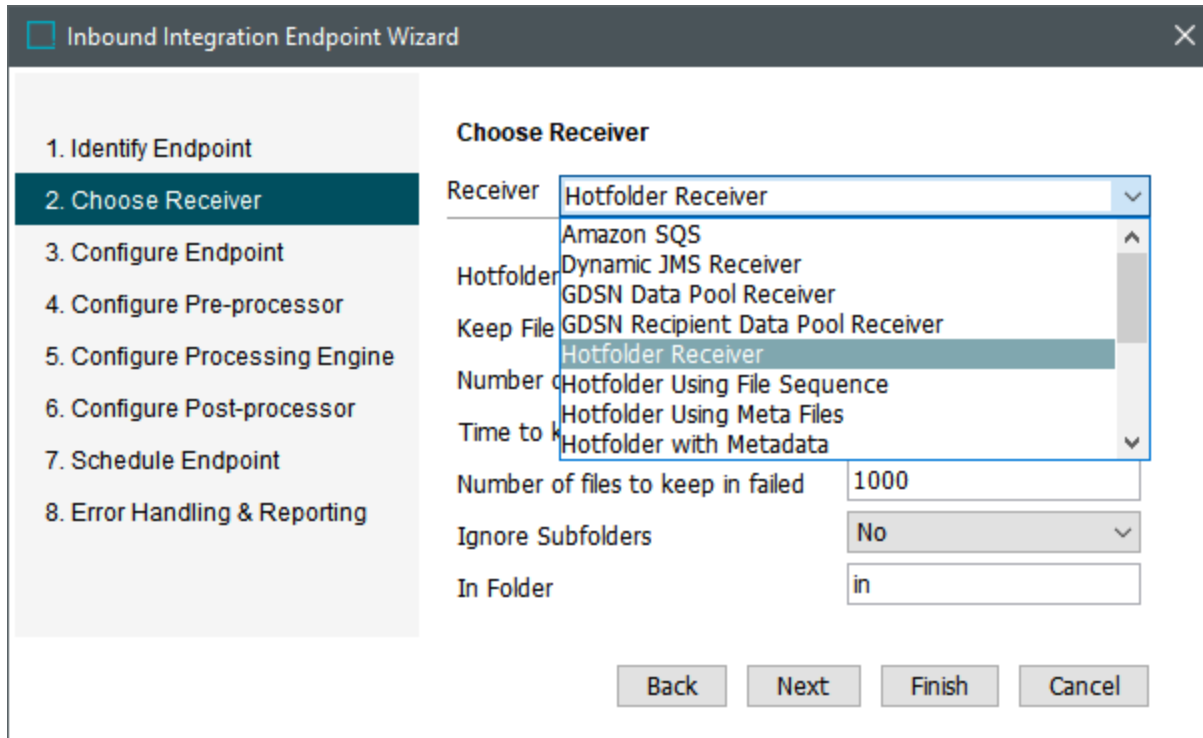 Inbound Integration Endpoint Wizard
1. Identify Endpoint
2. Choose Receiver
3. Configure Endpoint
4. Configure Pre-processor
5. Configure Processing Engine
6. Configure Post-processor
7. Schedule Endpoint
8. Error Handling & Reporting
Choose Receiver
Receiver Hotfolder Receiver
Amazon SQS
Dynamic JMS Receiver
GDSN Data Pool Receiver
GDSN Recipient Data Pool Receiver
Hotfolder Receiver
Hotfolder Using File Sequence
Hotfolder Using Meta Files
Hotfolder with Metadata
Hotfolder
Keep File
Number
Time to
Number of files to keep in failed 1000
Ignore Subfolders No
In Folder in
Back Next Finish Cancel